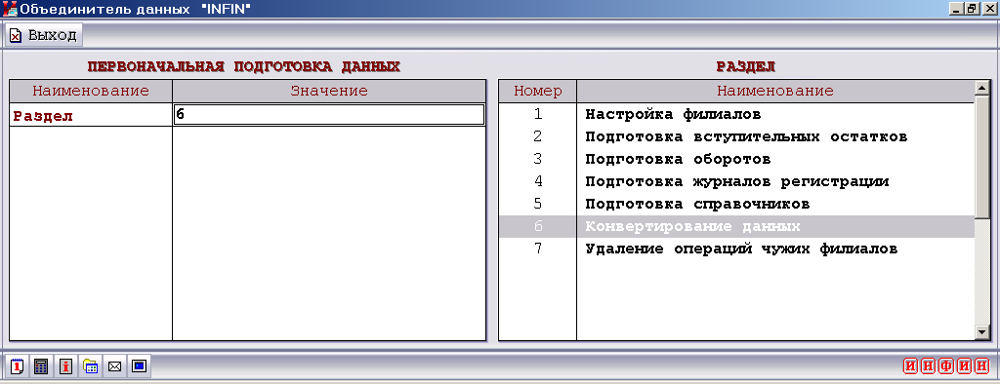 Объединитель данных "INFIN"
Выход
ПЕРВОНАЧАЛЬНАЯ ПОДГОТОВКА ДАННЫХ
Наименование Значение
Раздел 6
РАЗДЕЛ
Номер Наименование
1 Настройка филиалов
2 Подготовка вступительных остатков
3 Подготовка оборотов
4 Подготовка журналов регистрации
5 Подготовка справочников
6 Конвертирование данных
7 Удаление операций чужих филиалов
ИНФИН